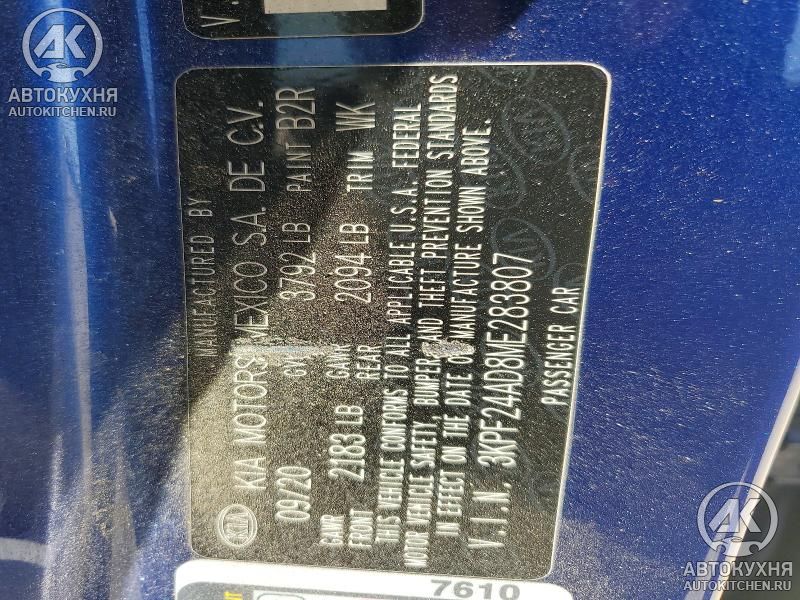 АВТОКУХНЯ
AUTOKITCHEN.RU
V.
MANUFACTURED BY
KIA MOTORS MEXICO S.A. DE C.V.
09/20 GV 3792 LB PAINT B2R
GAWR FRONT 2183 LB GAWR REAR 2094 LB TRIM WK
THIS VEHICLE CONFORMS TO ALL APPLICABLE U.S.A. FEDERAL
MOTOR VEHICLE SAFETY BUMPER AND THEFT PREVENTION STANDARDS
IN EFFECT ON THE DATE OF MANUFACTURE SHOWN ABOVE.
V.I.N. 3KPF24AD8ME283807
PASSENGER CAR
KIA
7610
АВТОКУХНЯ
AUTOKITCHEN.RU